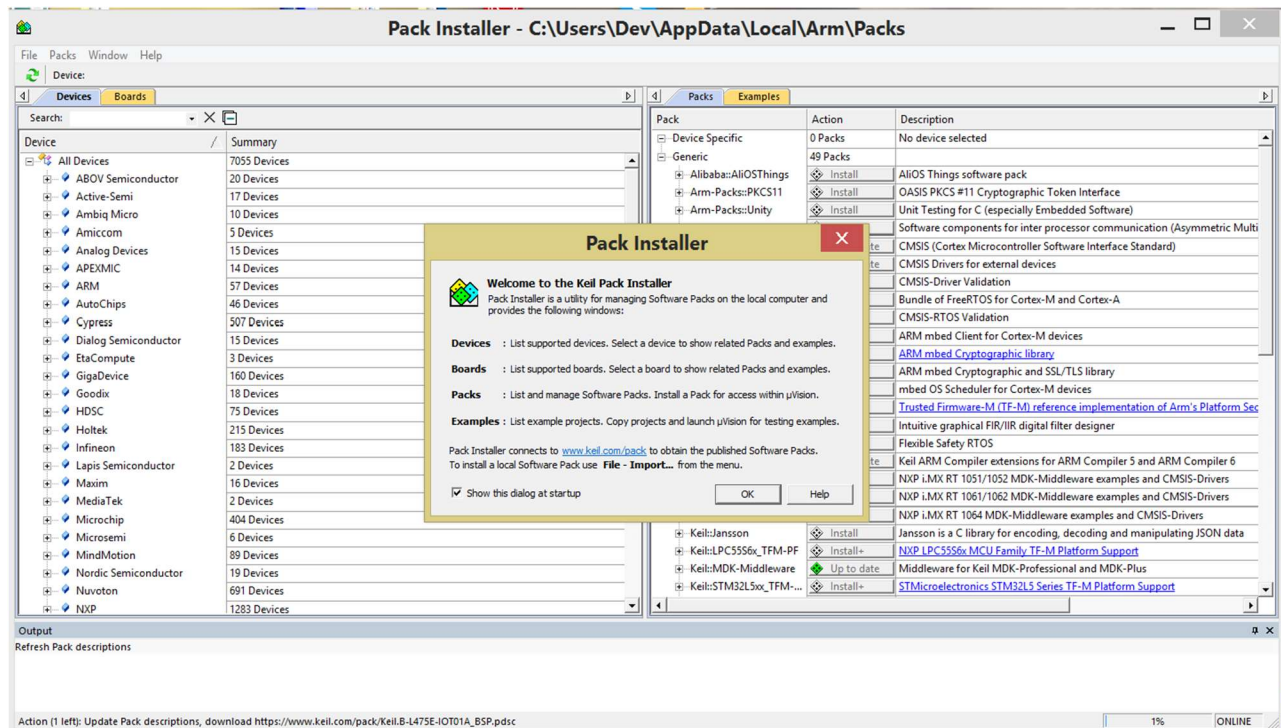 Pack Installer - C:\Users\Dev\AppData\Local\Arm\Packs
File Packs Window Help
Device:
Devices Boards
Search:
Device / Summary
All Devices 7055 Devices
ABOV Semiconductor 20 Devices
Active-Semi 17 Devices
Ambiq Micro 10 Devices
Amiccom 5 Devices
Analog Devices 15 Devices
APEXMIC 14 Devices
ARM 57 Devices
AutoChips 46 Devices
Cypress 507 Devices
Dialog Semiconductor 15 Devices
EtaCompute 3 Devices
GigaDevice 160 Devices
Goodix 18 Devices
HDSC 75 Devices
Holtek 215 Devices
Infineon 183 Devices
Lapis Semiconductor 2 Devices
Maxim 16 Devices
MediaTek 2 Devices
Microchip 404 Devices
Microsemi 6 Devices
MindMotion 89 Devices
Nordic Semiconductor 19 Devices
Nuvoton 691 Devices
NXP 1283 Devices
Packs Examples
Pack Action Description
Device Specific 0 Packs No device selected
Generic 49 Packs
Alibaba::AliOSThings Install AliOS Things software pack
Arm-Packs::PKCS11 Install OASIS PKCS #11 Cryptographic Token Interface
Arm-Packs::Unity Install Unit Testing for C (especially Embedded Software)
Software components for inter processor communication (Asymmetric Multi
te CMSIS (Cortex Microcontroller Software Interface Standard)
te CMSIS Drivers for external devices
CMSIS-Driver Validation
Bundle of FreeRTOS for Cortex-M and Cortex-A
CMSIS-RTOS Validation
ARM mbed Client for Cortex-M devices
ARM mbed Cryptographic library
ARM mbed Cryptographic and SSL/TLS library
mbed OS Scheduler for Cortex-M devices
Trusted Firmware-M (TF-M) reference implementation of Arm's Platform Sec
Intuitive graphical FIR/IIR digital filter designer
Flexible Safety RTOS
te Keil ARM Compiler extensions for ARM Compiler 5 and ARM Compiler 6
NXP i.MX RT 1051/1052 MDK-Middleware examples and CMSIS-Drivers
NXP i.MX RT 1061/1062 MDK-Middleware examples and CMSIS-Drivers
NXP i.MX RT 1064 MDK-Middleware examples and CMSIS-Drivers
Keil::Jansson Install Jansson is a C library for encoding, decoding and manipulating JSON data
Keil::LPC55S6x_TFM-PF Install+ NXP LPC55S6x MCU Family TF-M Platform Support
Keil::MDK-Middleware Up to date Middleware for Keil MDK-Professional and MDK-Plus
Keil::STM32L5xx_TFM-... Install+ STMicroelectronics STM32L5 Series TF-M Platform Support
Pack Installer
Welcome to the Keil Pack Installer
Pack Installer is a utility for managing Software Packs on the local computer and
provides the following windows:
Devices : List supported devices. Select a device to show related Packs and examples.
Boards : List supported boards. Select a board to show related Packs and examples.
Packs : List and manage Software Packs. Install a Pack for access within µVision.
Examples : List example projects. Copy projects and launch µVision for testing examples.
Pack Installer connects to www.keil.com/pack to obtain the published Software Packs.
To install a local Software Pack use File - Import... from the menu.
Show this dialog at startup
OK Help
Output
Refresh Pack descriptions
Action (1 left): Update Pack descriptions, download https://www.keil.com/pack/Keil.B-L475E-IOT01A_BSP.pdsc
1% ONLINE